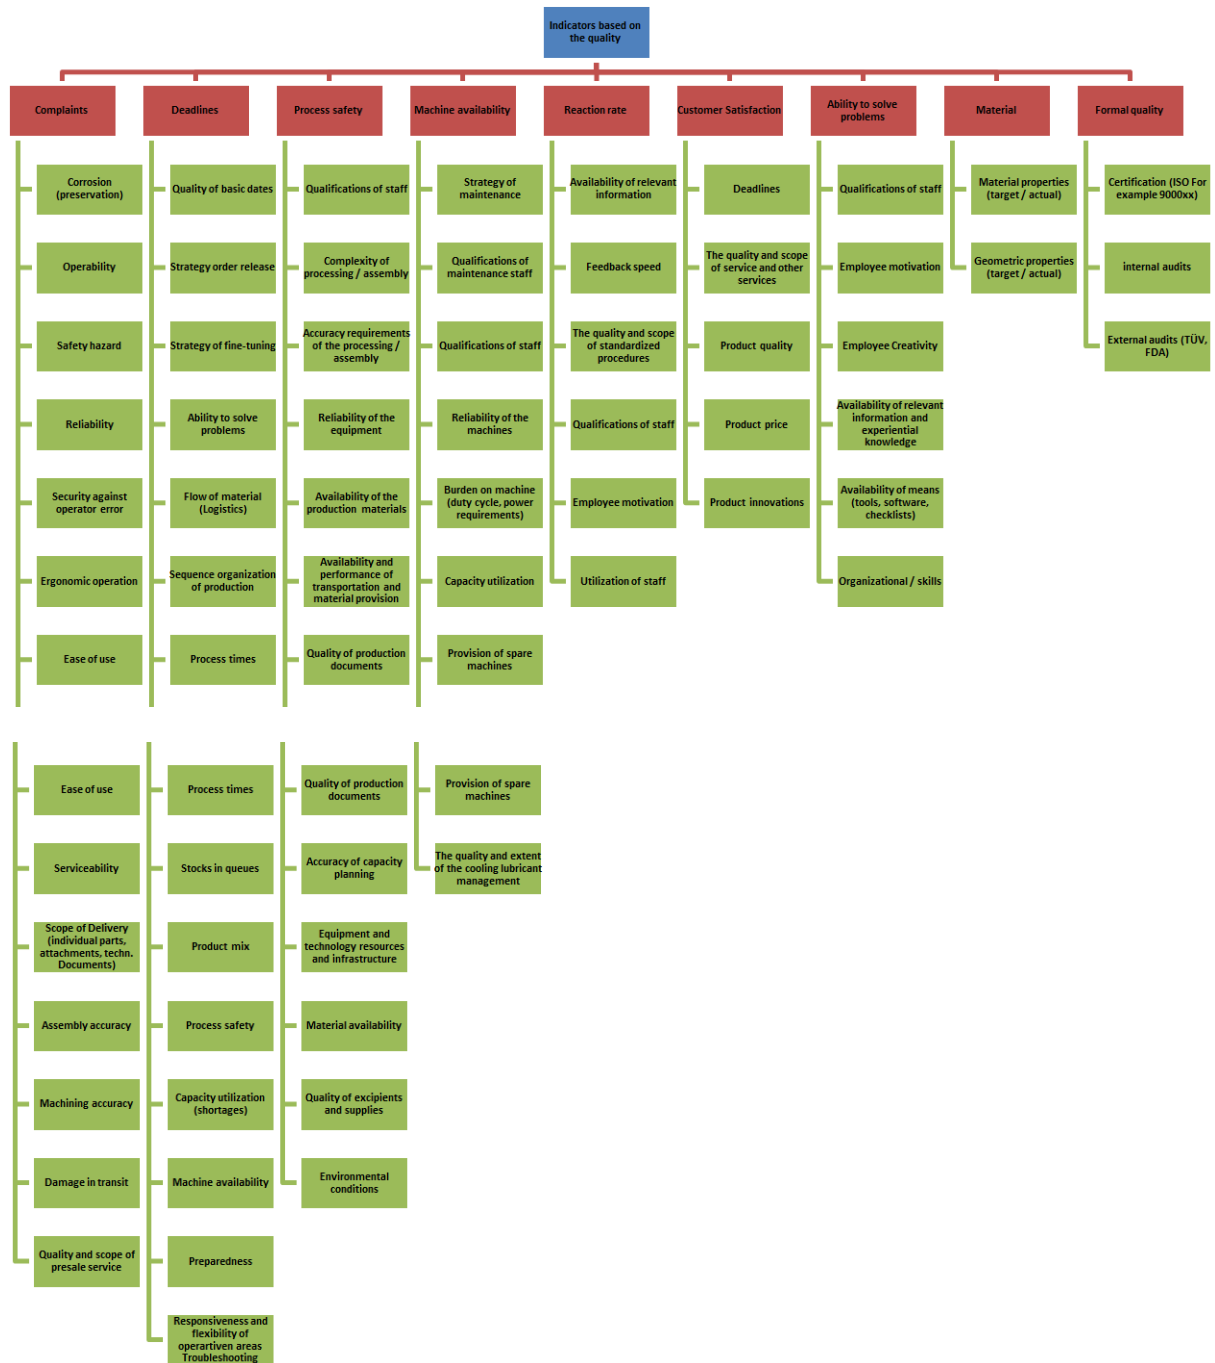 Indicators based on
the quality
Complaints
Deadlines
Process safety
Machine availability
Reaction rate
Customer Satisfaction
Ability to solve
problems
Material
Formal quality
Corrosion
(preservation)
Quality of basic dates
Qualifications of staff
Strategy of
maintenance
Availability of relevant
information
Deadlines
Qualifications of staff
Material properties
(target / actual)
Certification (ISO For
example 9000xx)
Operability
Strategy order release
Complexity of
processing / assembly
Qualifications of
maintenance staff
Feedback speed
The quality and scope
of service and other
services
Employee motivation
Geometric properties
(target / actual)
internal audits
Safety hazard
Strategy of fine-tuning
Accuracy requirements
of the processing /
assembly
Qualifications of staff
The quality and scope
of standardized
procedures
Product quality
Employee Creativity
External audits (TÜV,
FDA)
Reliability
Ability to solve
problems
Reliability of the
equipment
Reliability of the
machines
Qualifications of staff
Product price
Availability of relevant
information and
experiential
knowledge
Security against
operator error
Flow of material
(Logistics)
Availability of the
production materials
Burden on machine
(duty cycle, power
requirements)
Employee motivation
Product innovations
Availability of means
(tools, software,
checklists)
Ergonomic operation
Sequence organization
of production
Availability and
performance of
transportation and
material provision
Capacity utilization
Utilization of staff
Organizational / skills
Ease of use
Process times
Quality of production
documents
Provision of spare
machines
Ease of use
Process times
Quality of production
documents
Provision of spare
machines
Serviceability
Stocks in queues
Accuracy of capacity
planning
The quality and extent
of the cooling lubricant
management
Scope of Delivery
(individual parts,
attachments, techn.
Documents)
Product mix
Equipment and
technology resources
and infrastructure
Assembly accuracy
Process safety
Material availability
Machining accuracy
Capacity utilization
(shortages)
Quality of excipients
and supplies
Damage in transit
Machine availability
Environmental
conditions
Quality and scope of
presale service
Preparedness
Responsiveness and
flexibility of
operartiven areas
Troubleshooting